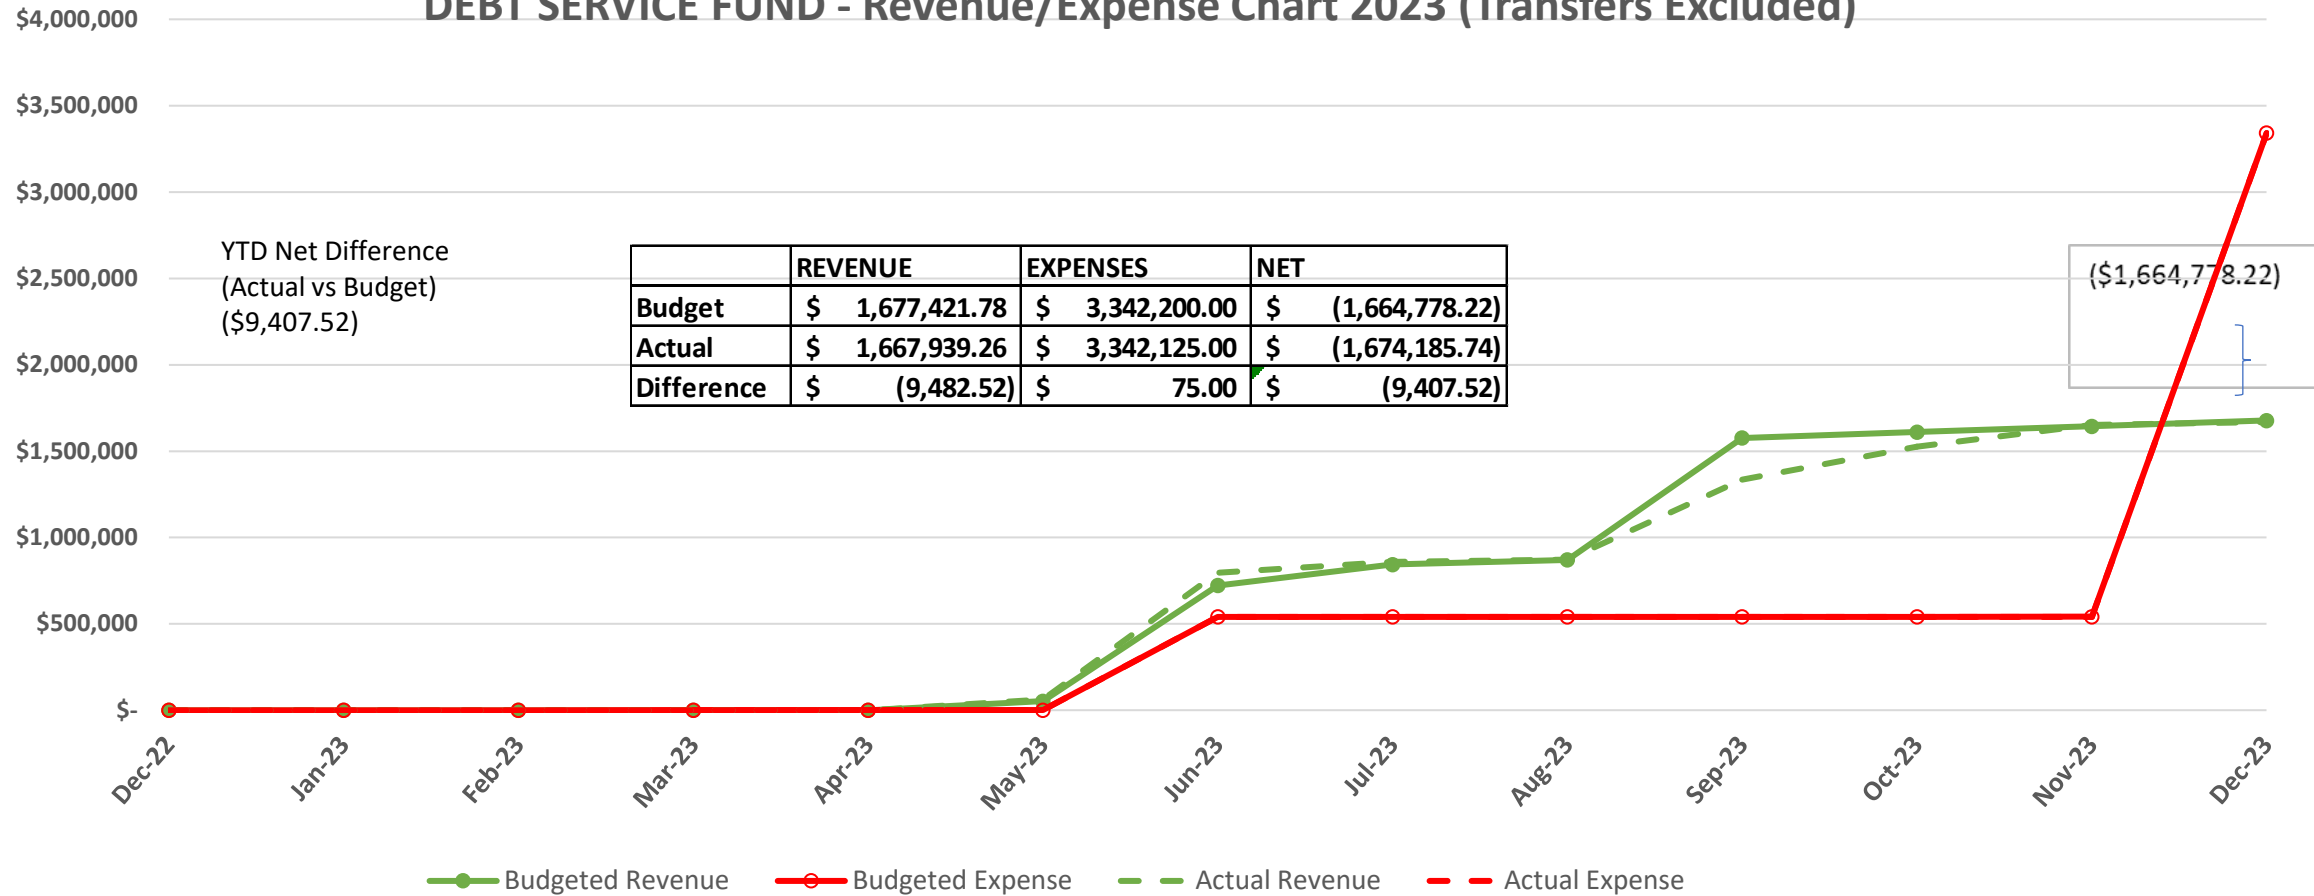 DEBT SERVICE FUND - Revenue/Expense Chart 2023 (Transfers Excluded)
$4,000,000
$3,500,000
$3,000,000
$2,500,000
$2,000,000
$1,500,000
$1,000,000
$500,000
$-
YTD Net Difference
(Actual vs Budget)
($9,407.52)
REVENUE EXPENSES NET
Budget $ 1,677,421.78 $ 3,342,200.00 $ (1,664,778.22)
Actual $ 1,667,939.26 $ 3,342,125.00 $ (1,674,185.74)
Difference $ (9,482.52) $ 75.00 $ (9,407.52)
($1,664,778.22)
Dec-22
Jan-23
Feb-23
Mar-23
Apr-23
May-23
Jun-23
Jul-23
Aug-23
Sep-23
Oct-23
Nov-23
Dec-23
Budgeted Revenue
Budgeted Expense
Actual Revenue
Actual Expense